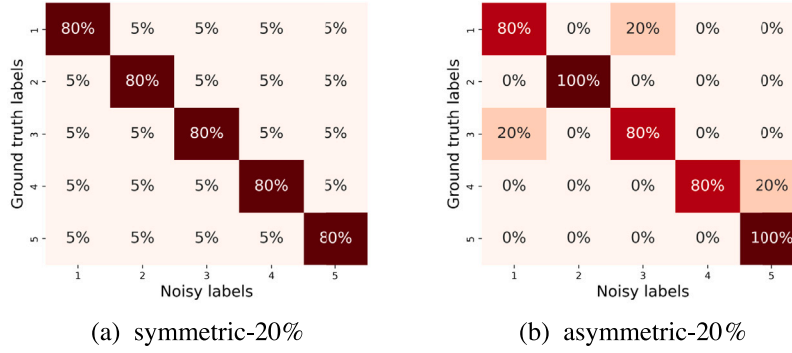 1 80% 5% 5% 5% 5%
2 5% 80% 5% 5% 5%
3 5% 5% 80% 5% 5%
4 5% 5% 5% 80% 5%
5 5% 5% 5% 5% 80%
Ground truth labels
1 2 3 4 5
Noisy labels
(a) symmetric-20%
1 80% 0% 20% 0% 0%
2 0% 100% 0% 0% 0%
3 20% 0% 80% 0% 0%
4 0% 0% 0% 80% 20%
5 0% 0% 0% 0% 100%
Ground truth labels
1 2 3 4 5
Noisy labels
(b) asymmetric-20%